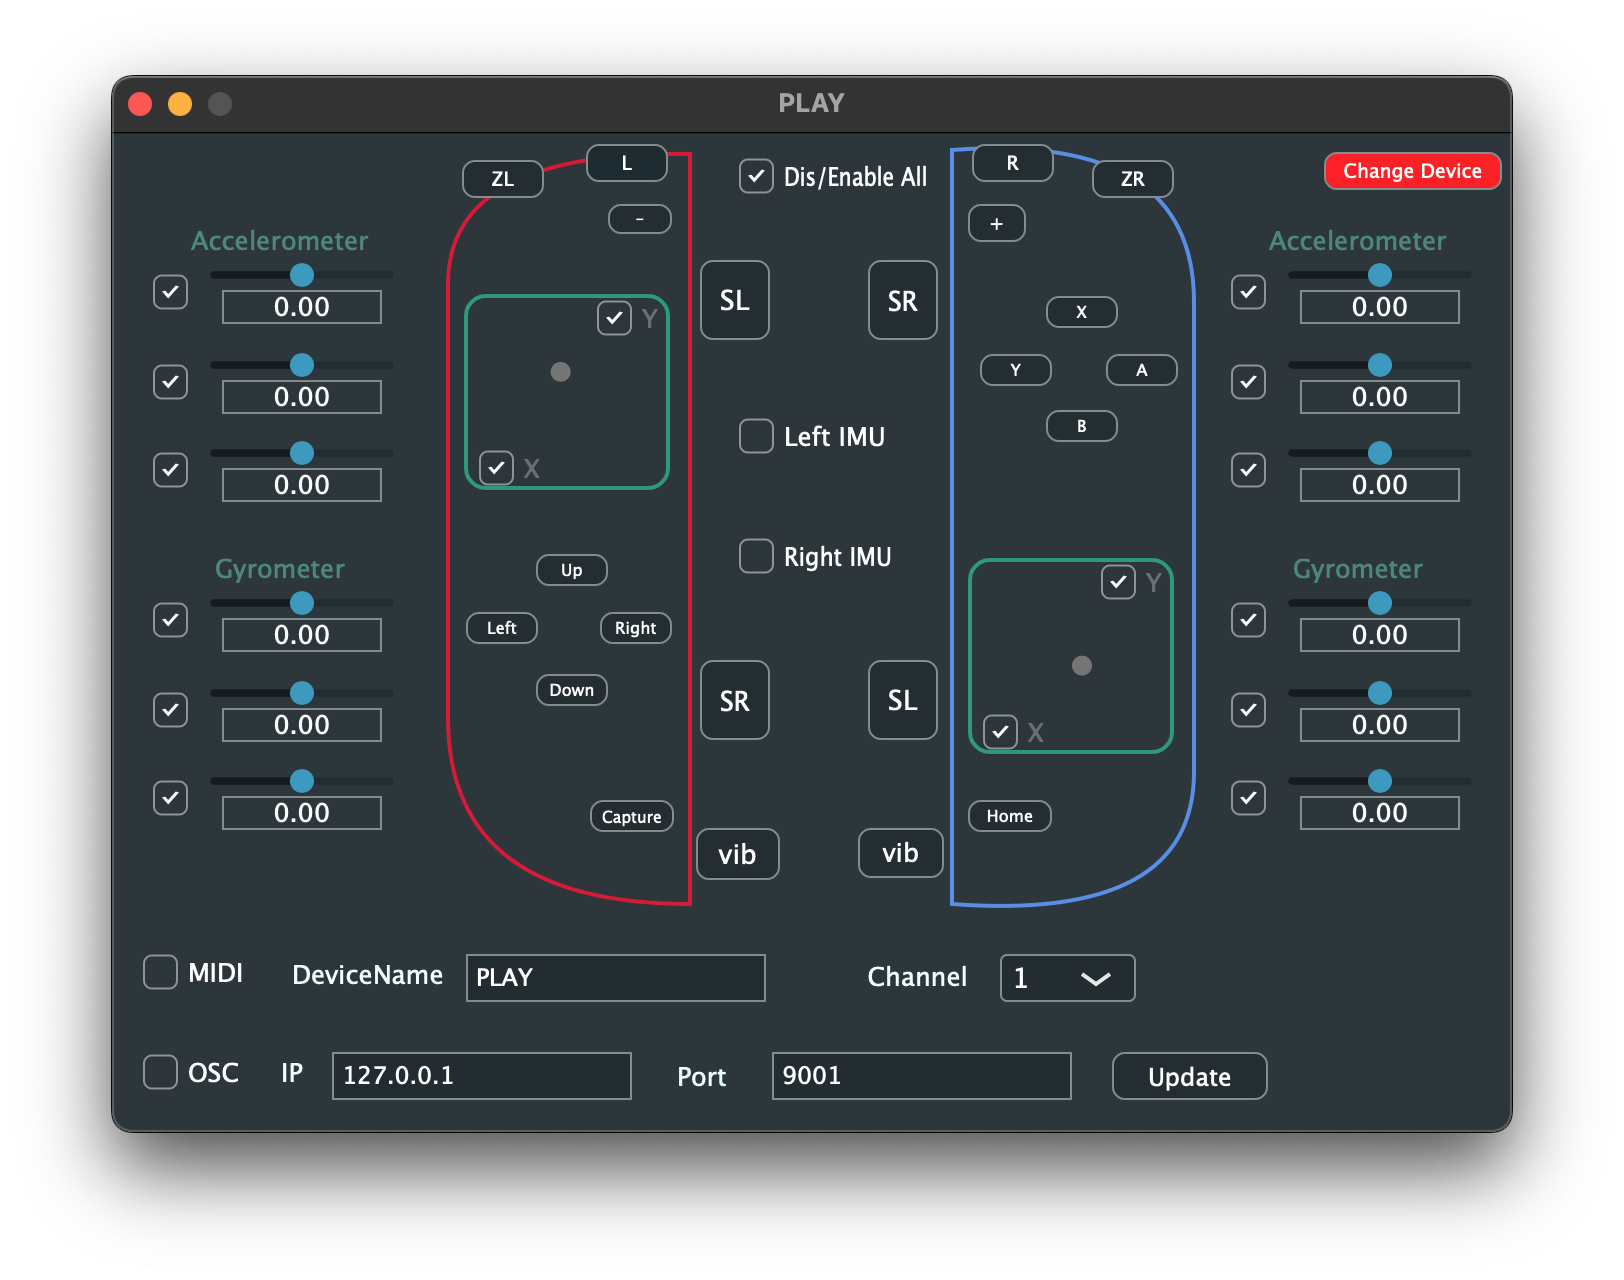 PLAY
ZL
L
Dis/Enable All
R
ZR
Change Device
-
+
Accelerometer
Accelerometer
0.00
Y
SL
SR
X
0.00
0.00
Y
A
0.00
Left IMU
B
0.00
X
0.00
Gyrometer
Up
Right IMU
Gyrometer
0.00
Left
Right
Y
0.00
0.00
Down
SR
SL
X
0.00
0.00
Capture
Home
0.00
vib
vib
MIDI
DeviceName
PLAY
Channel
1
OSC
IP
127.0.0.1
Port
9001
Update